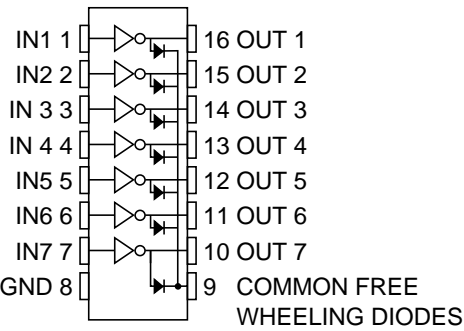 IN1 1 16 OUT 1
IN2 2 15 OUT 2
IN 3 3 14 OUT 3
IN 4 4 13 OUT 4
IN5 5 12 OUT 5
IN6 6 11 OUT 6
IN7 7 10 OUT 7
GND 8 9 COMMON FREE
WHEELING DIODES